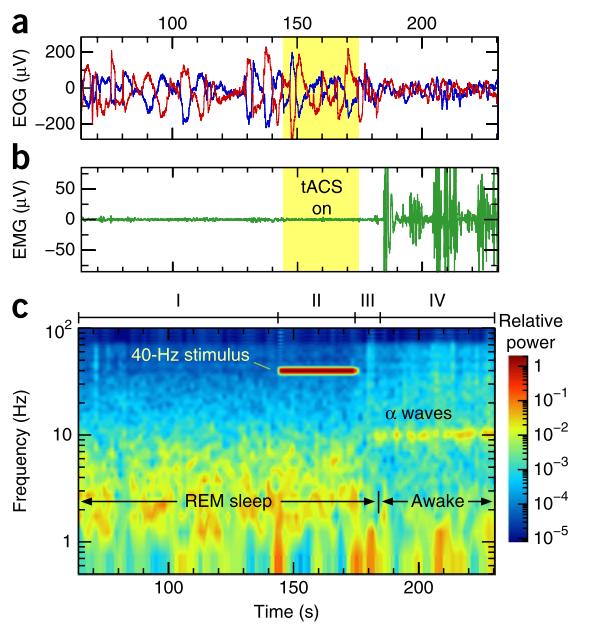 a
100
150
200
EOG (µV)
200
0
−200
b
EMG (µV)
50
0
−50
tACS
on
c
I
II
III
IV
Relative
power
10²
40-Hz stimulus
α waves
Frequency (Hz)
10
REM sleep
Awake
1
1
10⁻¹
10⁻²
10⁻³
10⁻⁴
10⁻⁵
100
150
200
Time (s)